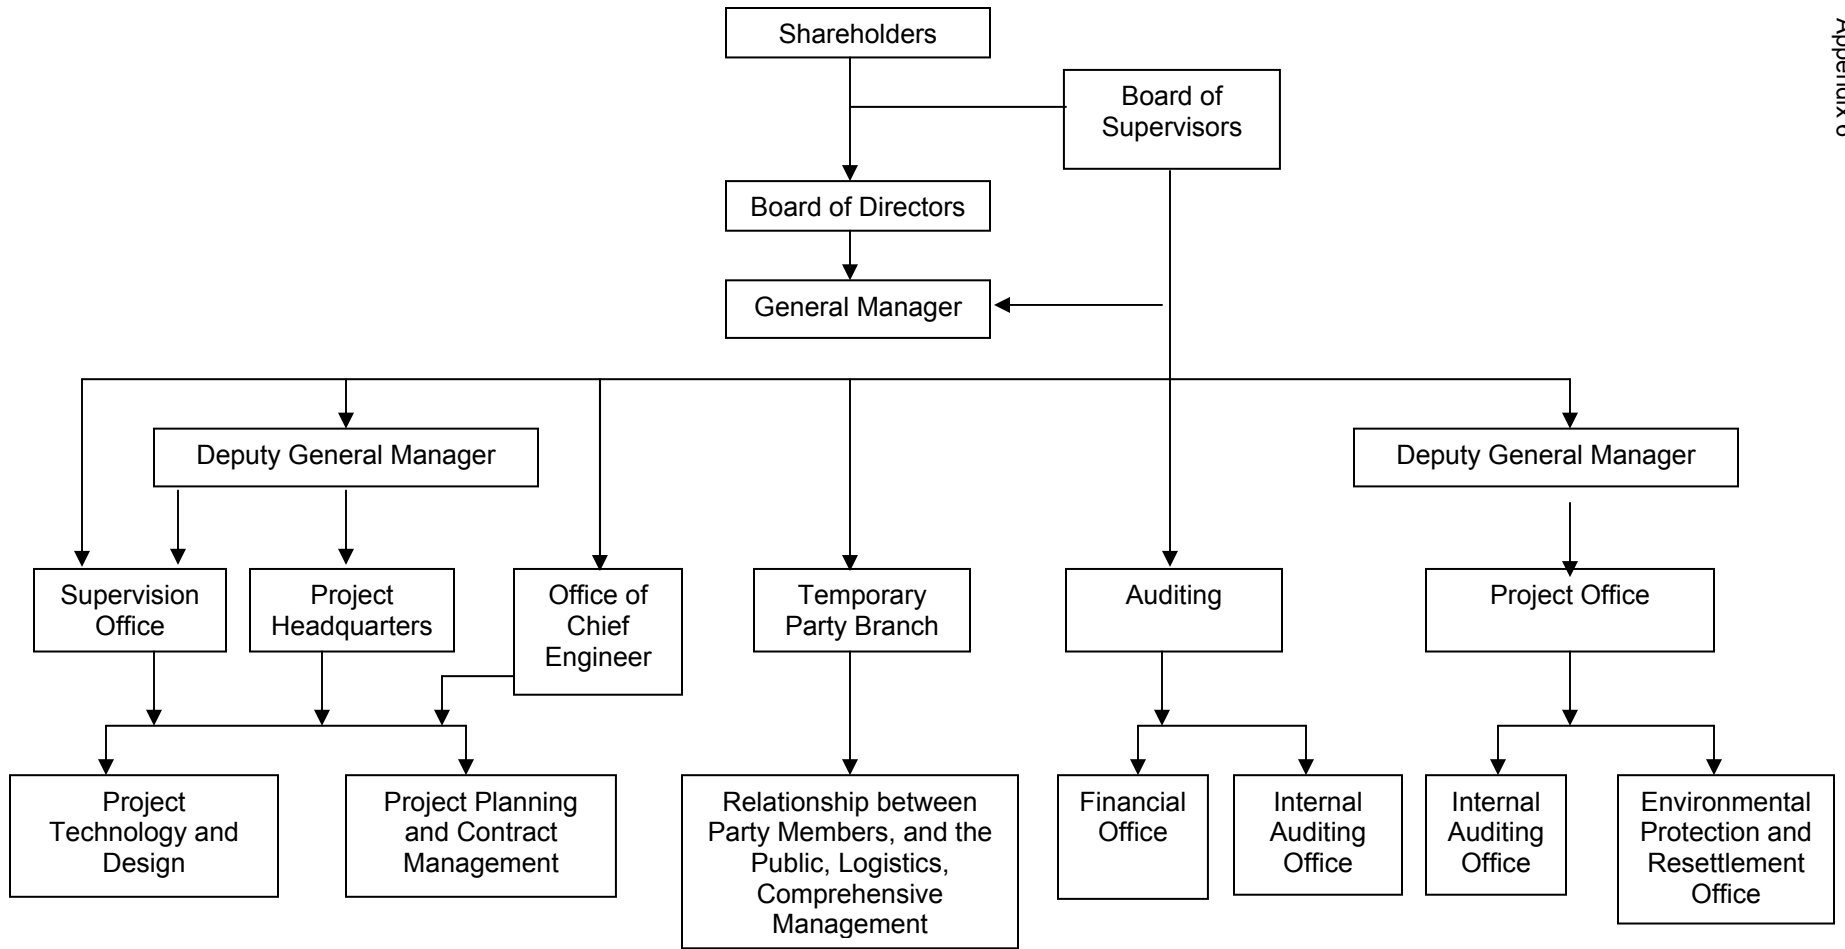 Appendix 6
Shareholders
Board of
Supervisors
Board of Directors
General Manager
Deputy General Manager
Deputy General Manager
Supervision
Office
Project
Headquarters
Office of
Chief
Engineer
Temporary
Party Branch
Auditing
Project Office
Project
Technology and
Design
Project Planning
and Contract
Management
Relationship between
Party Members, and the
Public, Logistics,
Comprehensive
Management
Financial
Office
Internal
Auditing
Office
Internal
Auditing
Office
Environmental
Protection and
Resettlement
Office